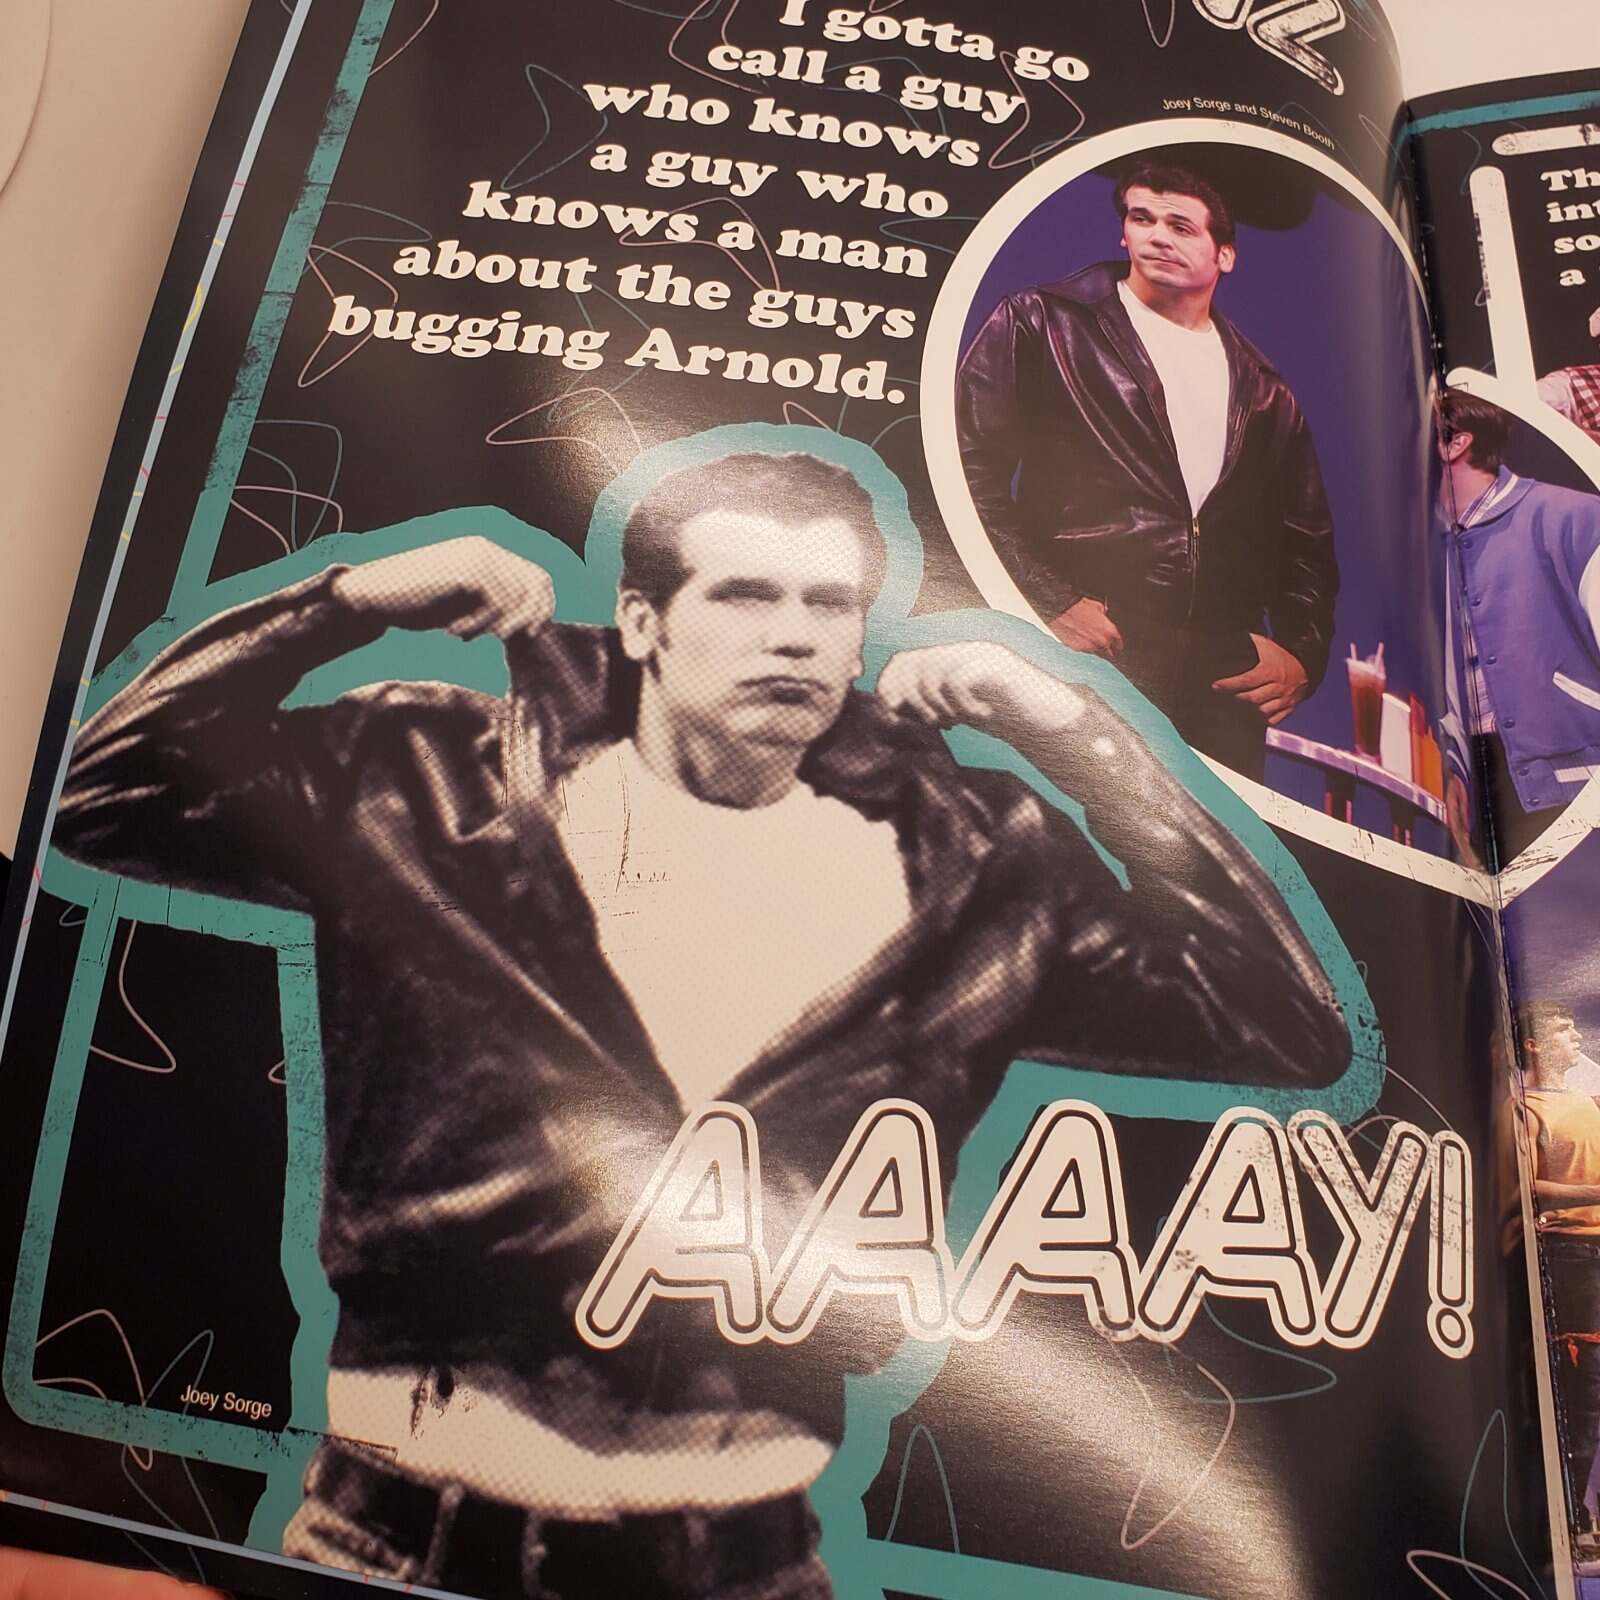 I gotta go
call a guy
who knows
a guy who
knows a man
about the guys
bugging Arnold.
Joey Sorge and Steven Booth
AAAAY!
Joey Sorge